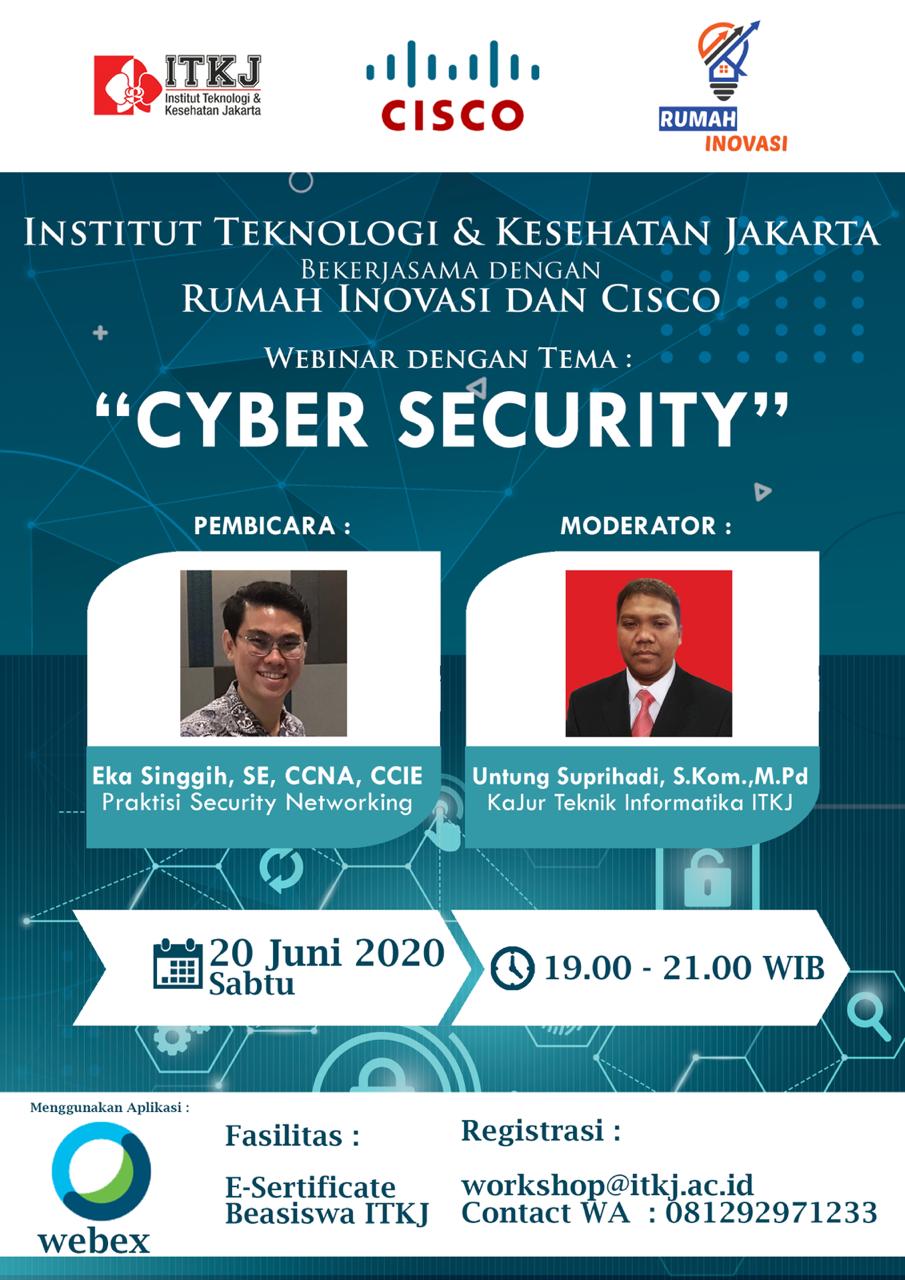 ITKJ
Institut Teknologi &
Kesehatan Jakarta
CISCO
RUMAH
INOVASI
INSTITUT TEKNOLOGI & KESEHATAN JAKARTA
BEKERJASAMA DENGAN
RUMAH INOVASI DAN CISCO
WEBINAR DENGAN TEMA :
“CYBER SECURITY”
PEMBICARA :
MODERATOR :
Eka Singgih, SE, CCNA, CCIE
Praktisi Security Networking
Untung Suprihadi, S.Kom.,M.Pd
KaJur Teknik Informatika ITKJ
20 Juni 2020
Sabtu
19.00 - 21.00 WIB
Menggunakan Aplikasi :
webex
Fasilitas :
E-Sertificate
Beasiswa ITKJ
Registrasi :
workshop@itkj.ac.id
Contact WA : 081292971233